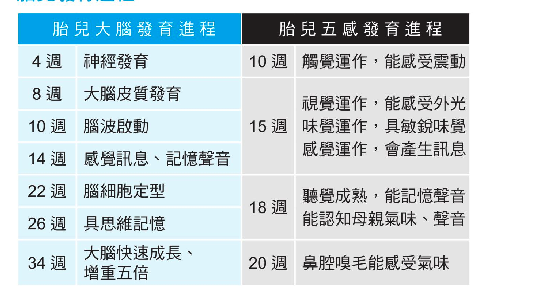 胎兒大腦發育進程
4 週 神經發育
8 週 大腦皮質發育
10 週 腦波啟動
14 週 感覺訊息、記憶聲音
22 週 腦細胞定型
26 週 具思維記憶
34 週 大腦快速成長、
增重五倍
胎兒五感發育進程
10 週 觸覺運作，能感受震動
15 週 視覺運作，能感受外光
味覺運作，具敏銳味覺
感覺運作，會產生訊息
18 週 聽覺成熟，能記憶聲音
能認知母親氣味、聲音
20 週 鼻腔嗅毛能感受氣味